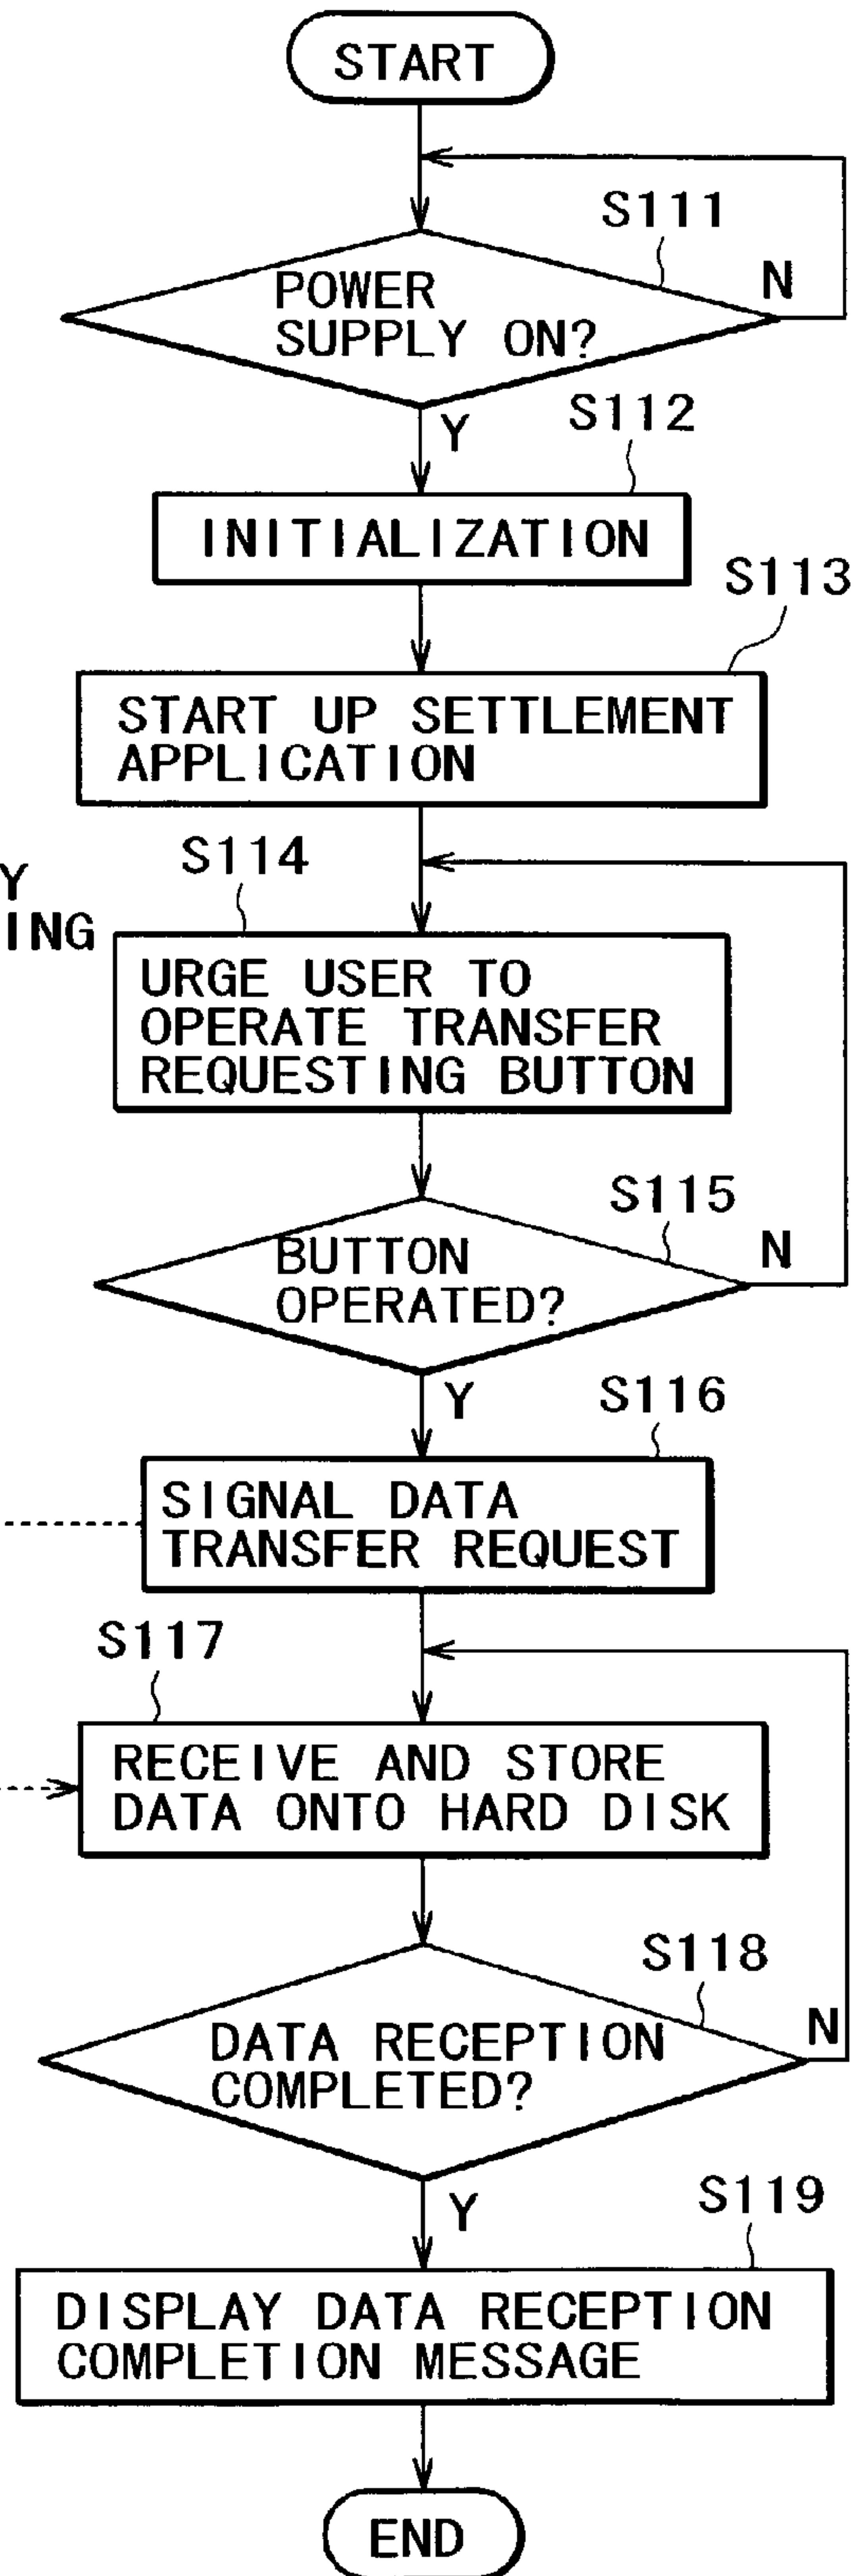 START
S111
POWER
SUPPLY ON?
N
Y
S112
INITIALIZATION
S113
START UP SETTLEMENT
APPLICATION
Y
ING
S114
URGE USER TO
OPERATE TRANSFER
REQUESTING BUTTON
S115
BUTTON
OPERATED?
N
Y
S116
SIGNAL DATA
TRANSFER REQUEST
S117
RECEIVE AND STORE
DATA ONTO HARD DISK
S118
DATA RECEPTION
COMPLETED?
N
Y
S119
DISPLAY DATA RECEPTION
COMPLETION MESSAGE
END